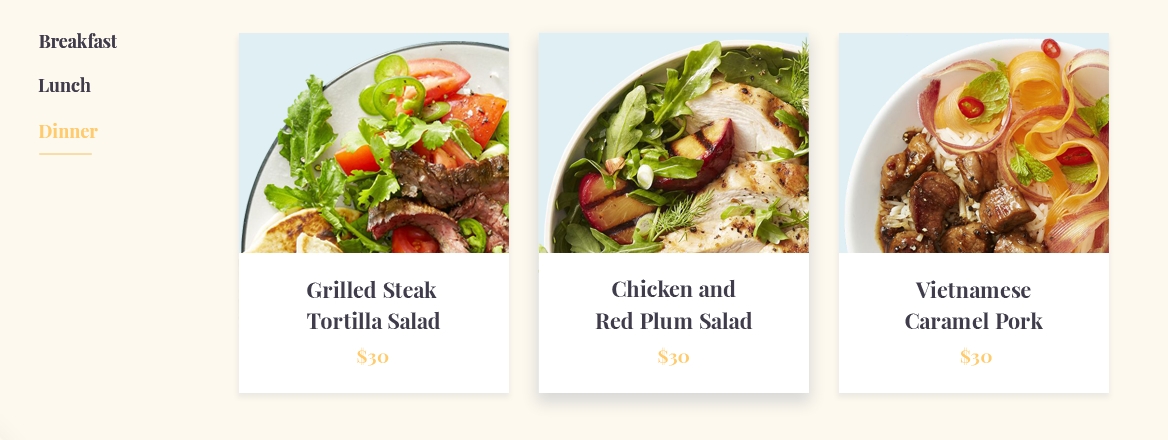 Breakfast
Lunch
Dinner
Grilled Steak
Tortilla Salad
$30
Chicken and
Red Plum Salad
$30
Vietnamese
Caramel Pork
$30